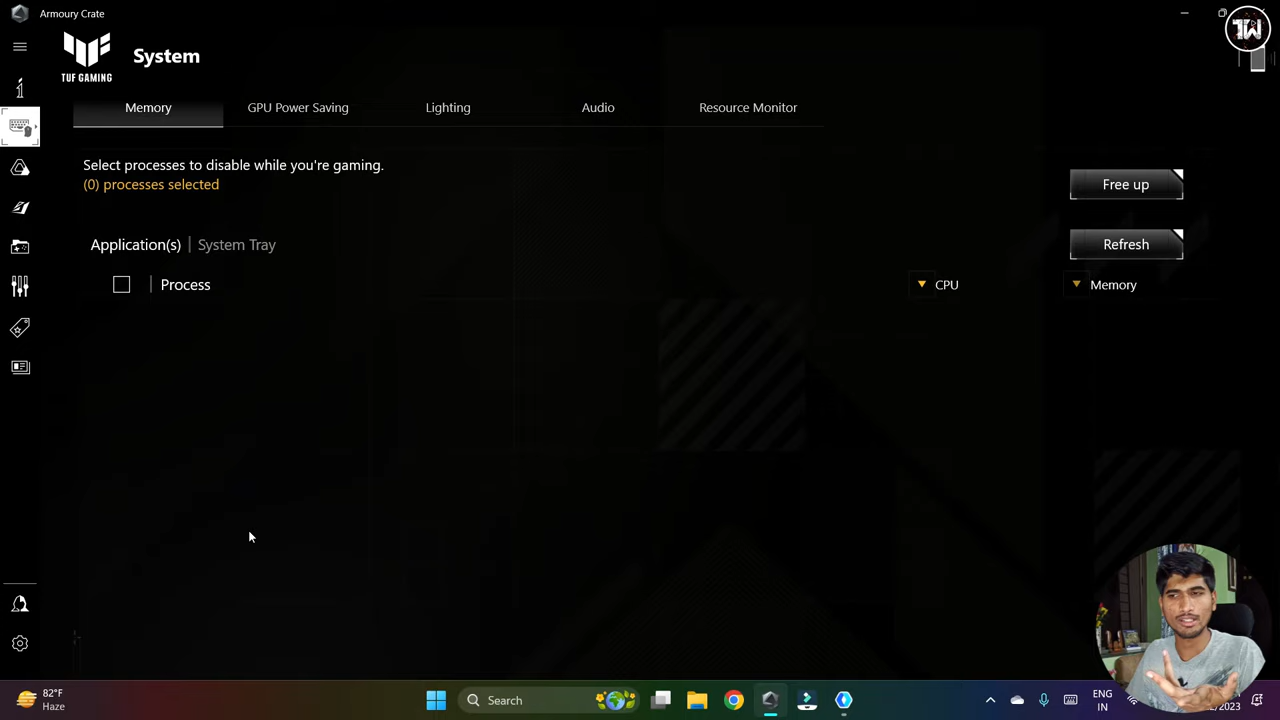 Armoury Crate
TUF GAMING
System
Memory
GPU Power Saving
Lighting
Audio
Resource Monitor
Select processes to disable while you're gaming.
(0) processes selected
Free up
Application(s) | System Tray
Refresh
Process
CPU
Memory
82°F
Haze
Search
ENG
IN
/2023